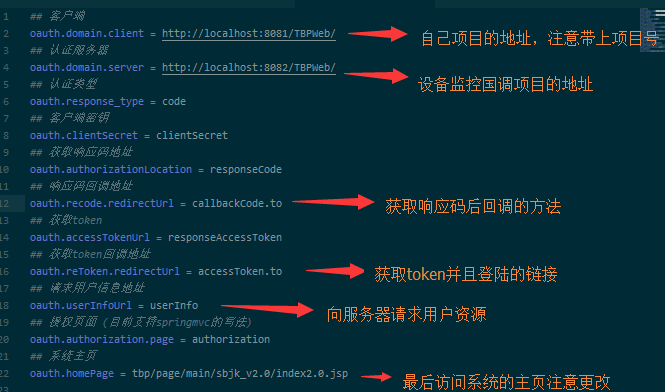 1 ## 客户端
2 oauth.domain.client = http://localhost:8081/TBPWeb/ 自己项目的地址，注意带上项目号
3 ## 认证服务器
4 oauth.domain.server = http://localhost:8082/TBPWeb/ 设备监控国调项目的地址
5 ## 认证类型
6 oauth.response_type = code
7 ## 客户端密钥
8 oauth.clientSecret = clientSecret
9 ## 获取响应码地址
10 oauth.authorizationLocation = responseCode
11 ## 响应码回调地址
12 oauth.recode.redirectUrl = callbackCode.to 获取响应码后回调的方法
13 ## 获取token
14 oauth.accessTokenUrl = responseAccessToken
15 ## 获取token回调地址
16 oauth.reToken.redirectUrl = accessToken.to 获取token并且登陆的链接
17 ## 请求用户信息地址
18 oauth.userInfoUrl = userInfo 向服务器请求用户资源
19 ## 授权页面 (目前支持springmvc的写法)
20 oauth.authorization.page = authorization
21 ## 系统主页
22 oauth.homePage = tbp/page/main/sbjk_v2.0/index2.0.jsp 最后访问系统的主页注意更改